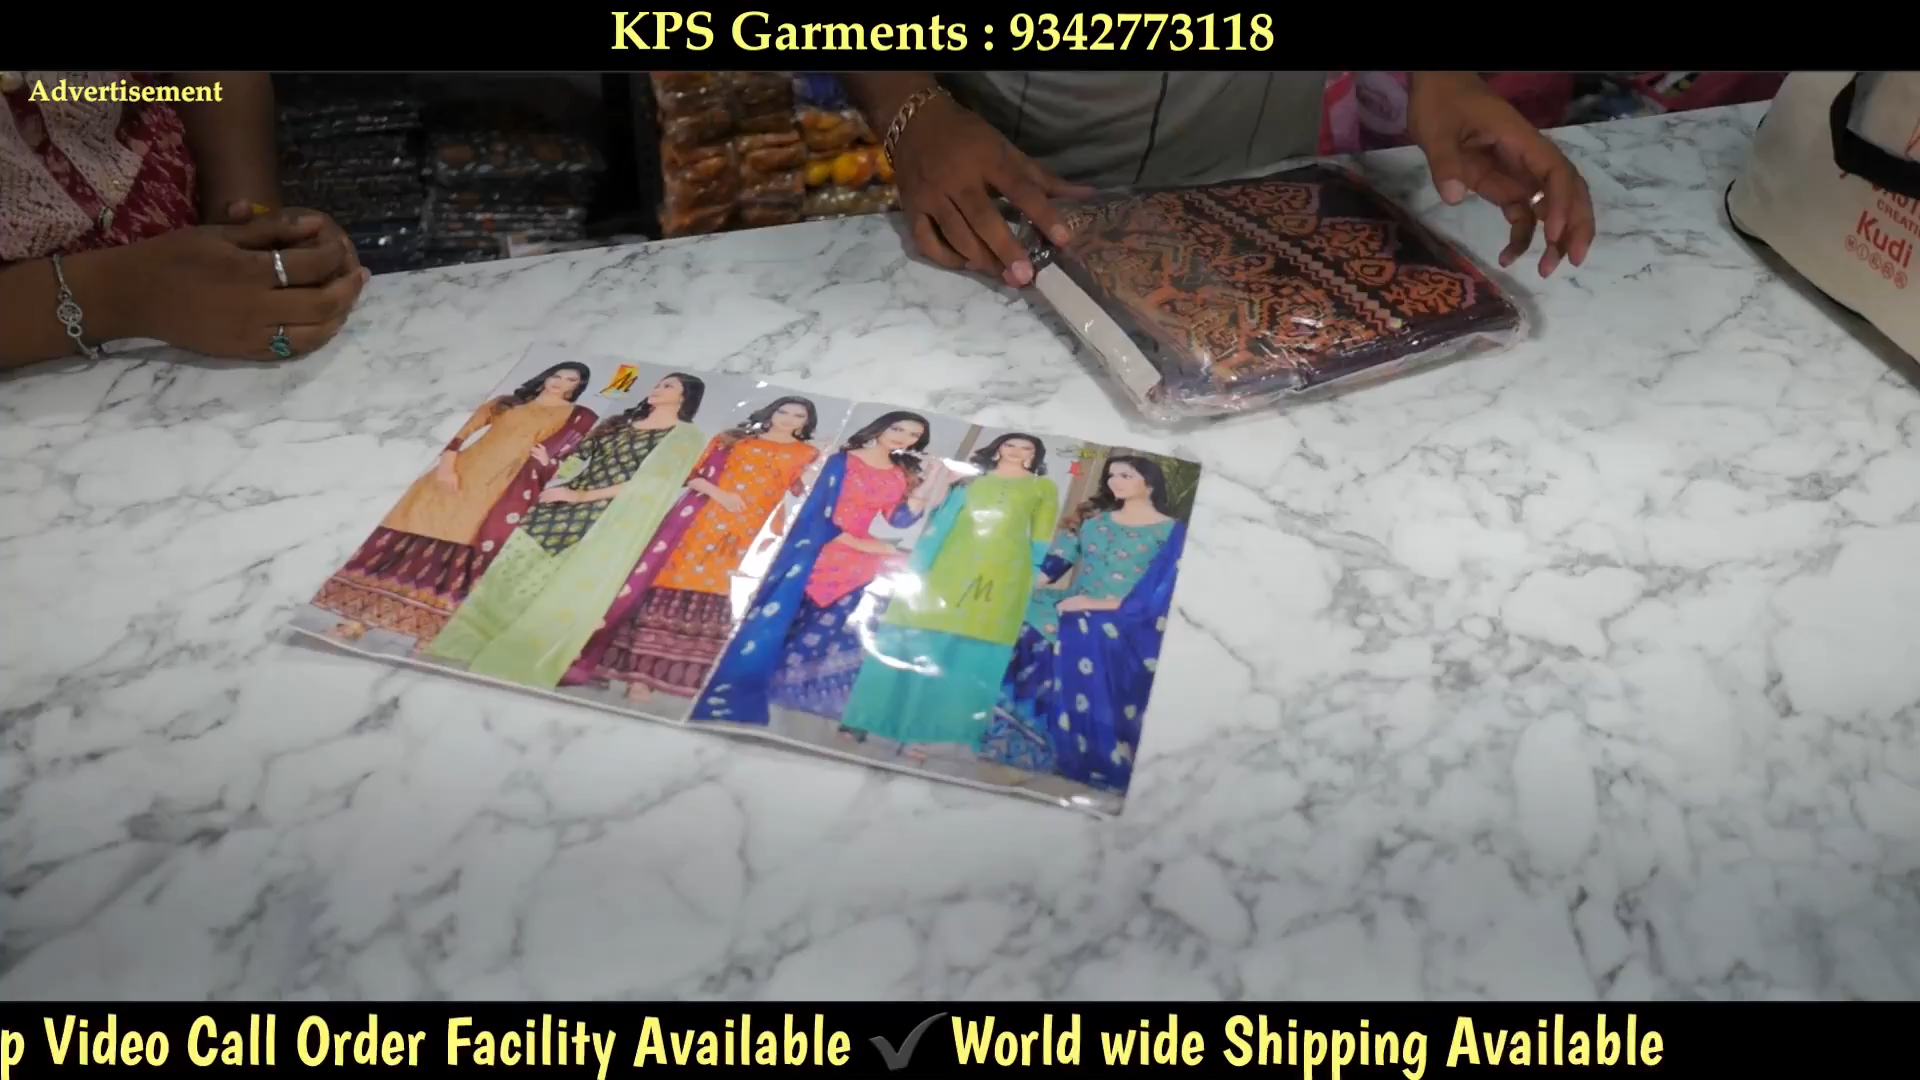 KPS Garments : 9342773118
Advertisement
Kudi
M
M
p Video Call Order Facility Available ✔ World wide Shipping Available